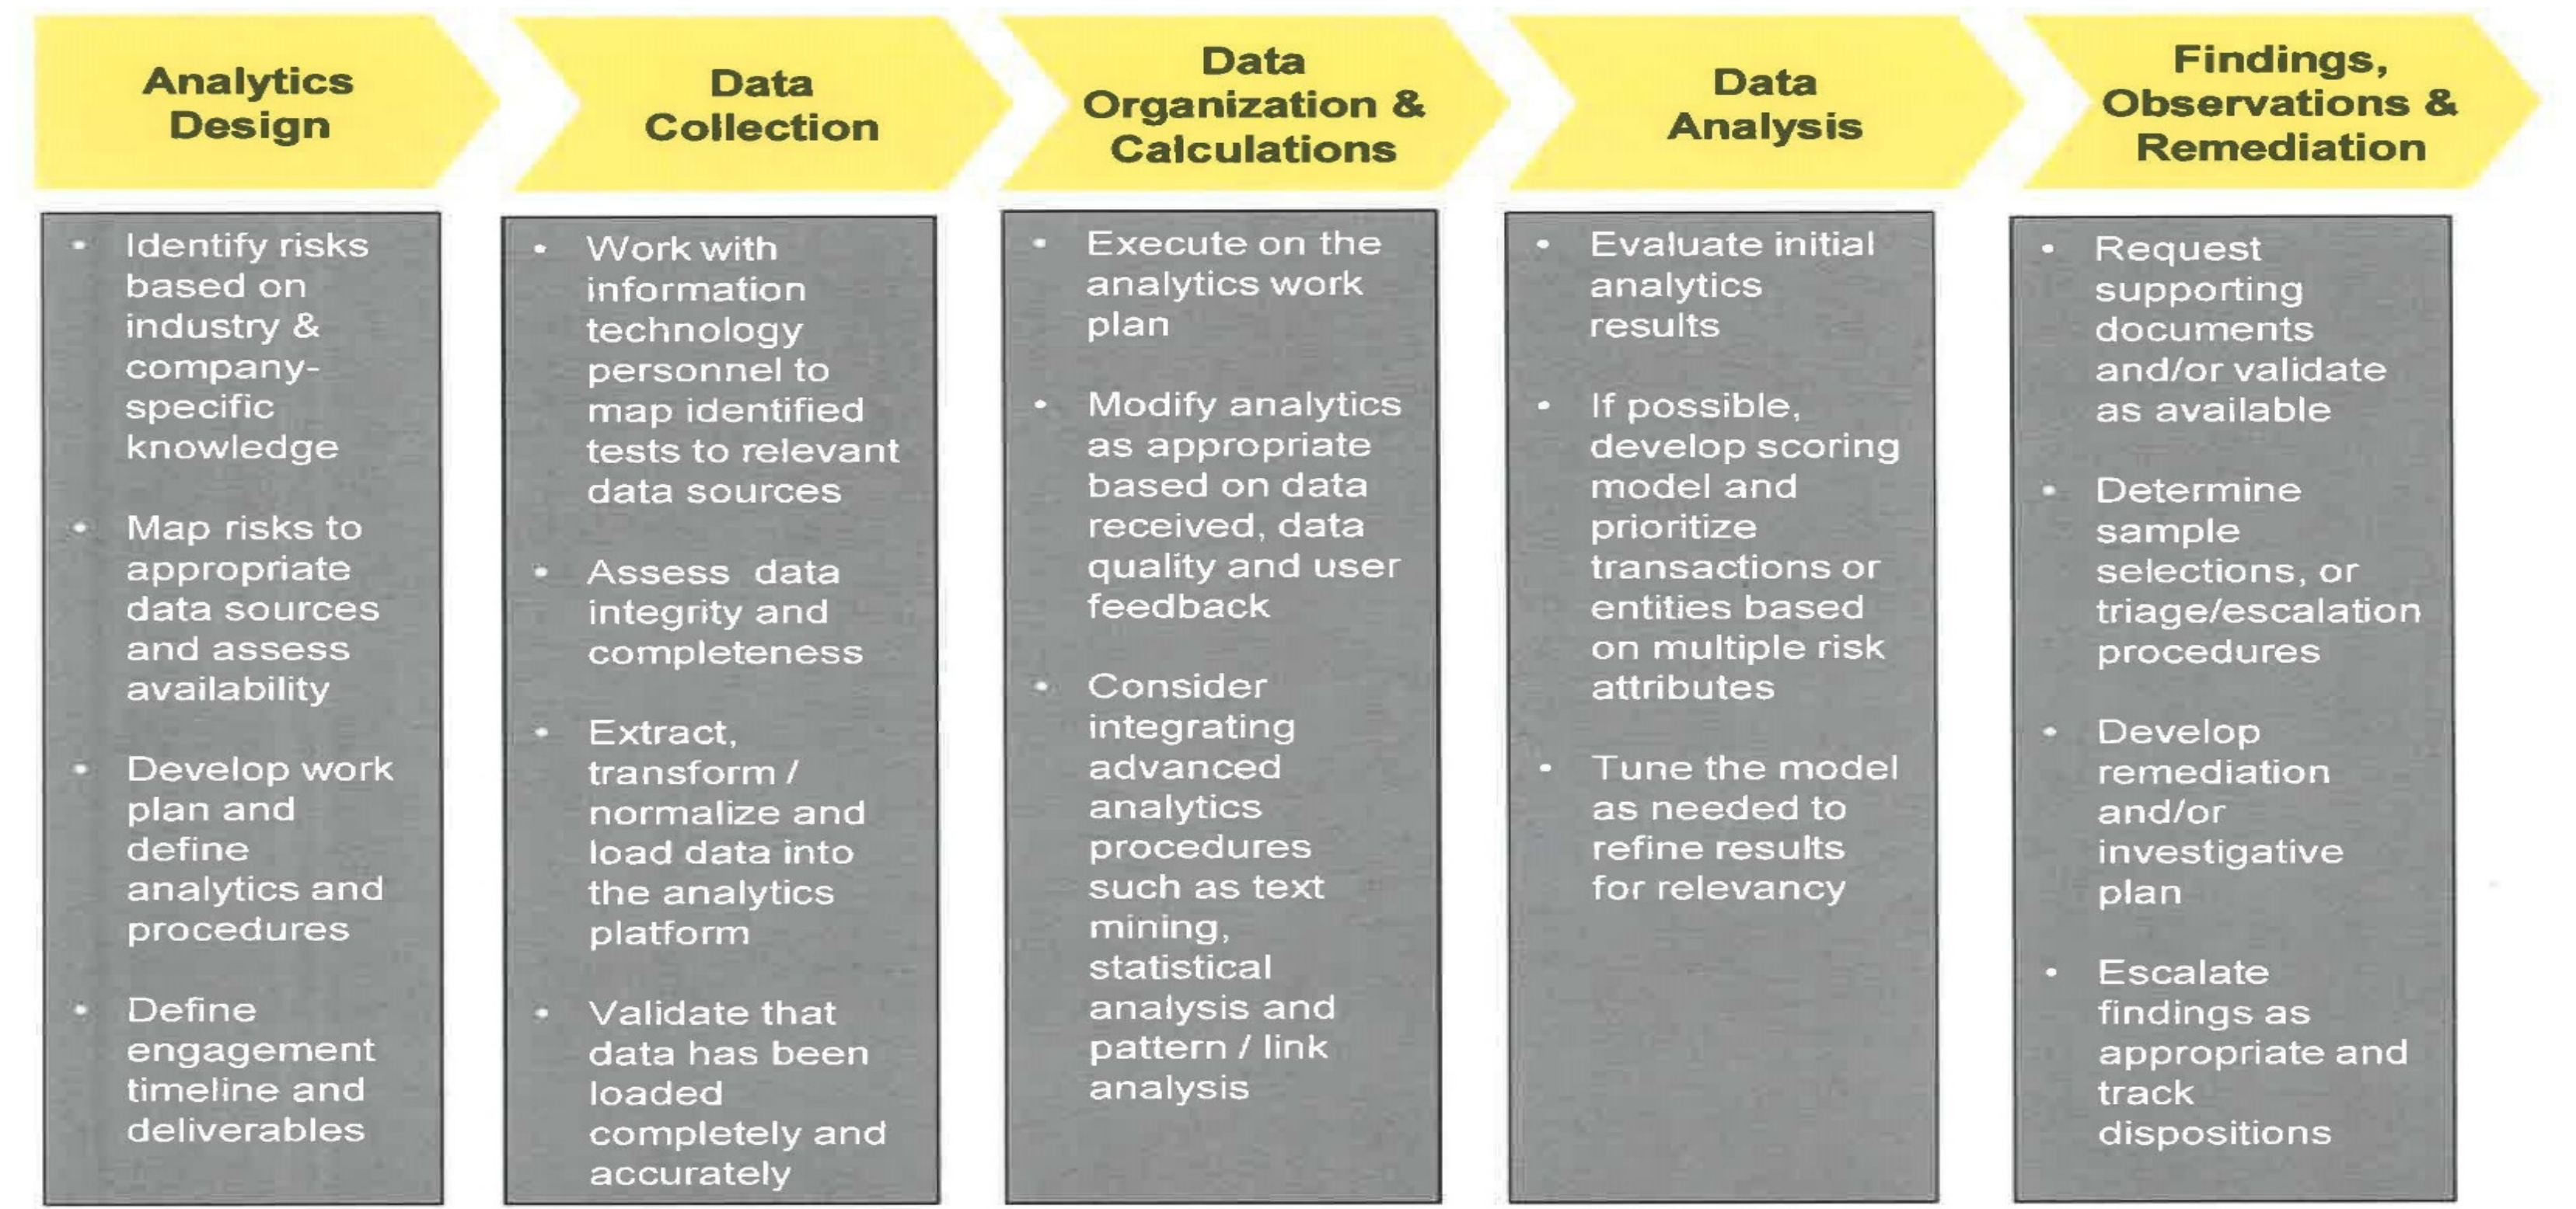 Analytics
Design
Data
Collection
Data
Organization &
Calculations
Data
Analysis
Findings,
Observations &
Remediation
• Identify risks
based on
industry &
company-
specific
knowledge
• Map risks to
appropriate
data sources
and assess
availability
• Develop work
plan and
define
analytics and
procedures
• Define
engagement
timeline and
deliverables
• Work with
information
technology
personnel to
map identified
tests to relevant
data sources
• Assess data
integrity and
completeness
• Extract,
transform /
normalize and
load data into
the analytics
platform
• Validate that
data has been
loaded
completely and
accurately
• Execute on the
analytics work
plan
• Modify analytics
as appropriate
based on data
received, data
quality and user
feedback
• Consider
integrating
advanced
analytics
procedures
such as text
mining,
statistical
analysis and
pattern / link
analysis
• Evaluate initial
analytics
results
• If possible,
develop scoring
model and
prioritize
transactions or
entities based
on multiple risk
attributes
• Tune the model
as needed to
refine results
for relevancy
• Request
supporting
documents
and/or validate
as available
• Determine
sample
selections, or
triage/escalation
procedures
• Develop
remediation
and/or
investigative
plan
• Escalate
findings as
appropriate and
track
dispositions